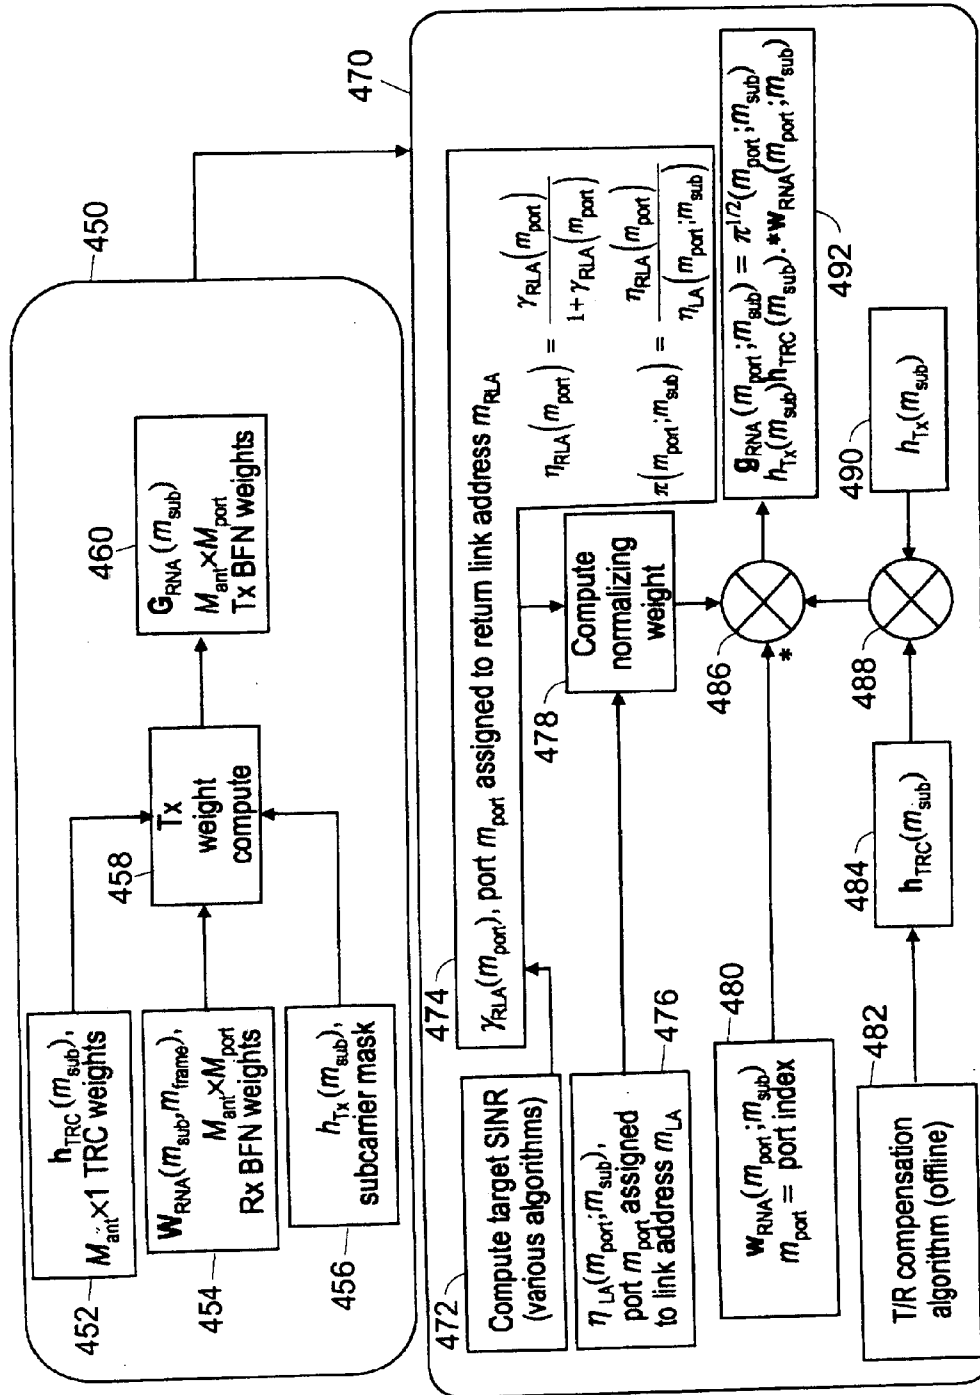 450
452
h_TRC(m_sub),
M_ant×1 TRC weights
454
W_RNA(m_sub, m_frame),
M_ant×M_port
Rx BFN weights
456
h_Tx(m_sub),
subcarrier mask
458
Tx
weight
compute
460
G_RNA(m_sub)
M_ant×M_port
Tx BFN weights
470
472
Compute target SINR
(various algorithms)
474
γ_RLA(m_port), port m_port assigned to return link address m_RLA
η_RLA(m_port) = γ_RLA(m_port) / 1 + γ_RLA(m_port)
π(m_port;m_sub) = η_RLA(m_port) / η_LA(m_port;m_sub)
476
η_LA(m_port;m_sub),
port m_port assigned
to link address m_LA
478
Compute
normalizing
weight
480
w_RNA(m_port;m_sub)
m_port = port index
482
T/R compensation
algorithm (offline)
484
h_TRC(m_sub)
486
*
488
490
h_Tx(m_sub)
492
g_RNA(m_port;m_sub) = π^1/2(m_port;m_sub)
h_Tx(m_sub)h_TRC(m_sub).*w_RNA(m_port;m_sub)